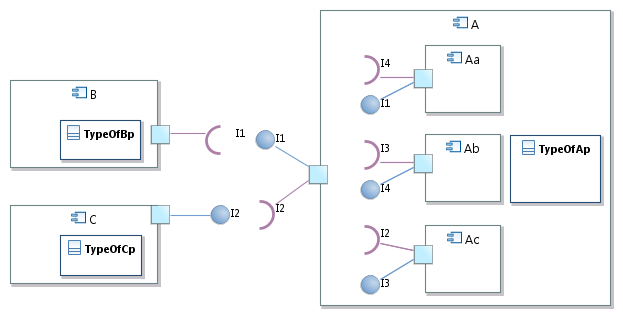 A
I4
Aa
I1
B
TypeOfBp
I1
I1
I3
Ab
TypeOfAp
I4
C
I2
I2
TypeOfCp
I2
Ac
I3